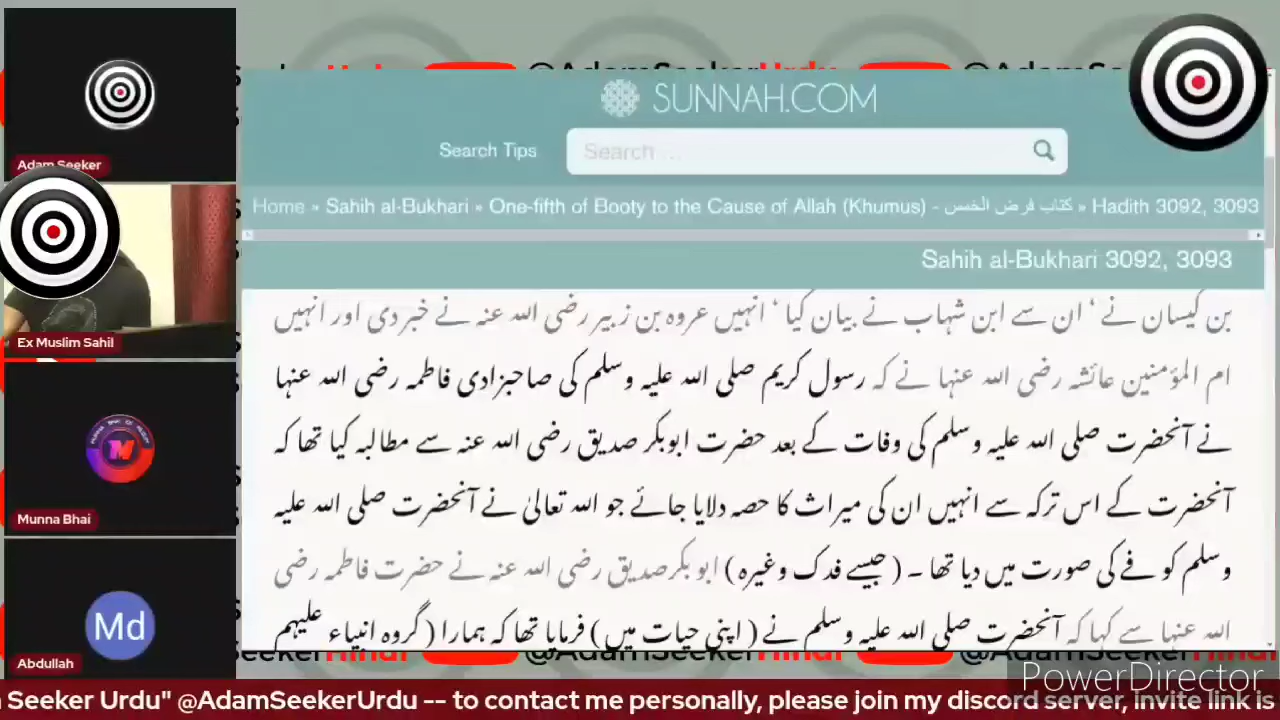 @AdamSeekerUrdu
SUNNAH.COM
Search Tips
Search ...
Home » Sahih al-Bukhari » One-fifth of Booty to the Cause of Allah (Khumus) - كتاب فرض الخمس » Hadith 3092, 3093
Sahih al-Bukhari 3092, 3093
بن کیسان نے ‘ ان سے ابن شہاب نے بیان کیا ‘ انہیں عروہ بن زبیر رضی اللہ عنہ نے خبر دی اور انہیں
ام المؤمنین عائشہ رضی اللہ عنہا نے کہ رسول کریم صلی اللہ علیہ وسلم کی صاحبزادی فاطمہ رضی اللہ عنہا
نے آنحضرت صلی اللہ علیہ وسلم کی وفات کے بعد حضرت ابوبکر صدیق رضی اللہ عنہ سے مطالبہ کیا تھا کہ
آنحضرت کے اس ترکہ سے انہیں ان کی میراث کا حصہ دلایا جائے جو اللہ تعالیٰ نے آنحضرت صلی اللہ علیہ
وسلم کو فے کی صورت میں دیا تھا ۔ ( جیسے فدک وغیرہ ) ابوبکر صدیق رضی اللہ عنہ نے حضرت فاطمہ رضی
اللہ عنہا سے کہا کہ آنحضرت صلی اللہ علیہ وسلم نے ( اپنی حیات میں ) فرمایا تھا کہ ہمارا ( گروہ انبیاء علیہم
Adam Seeker
Ex Muslim Sahil
Munna Bhai
M
Md
Abdullah
PowerDirector
Seeker Urdu" @AdamSeekerUrdu -- to contact me personally, please join my discord server, invite link is